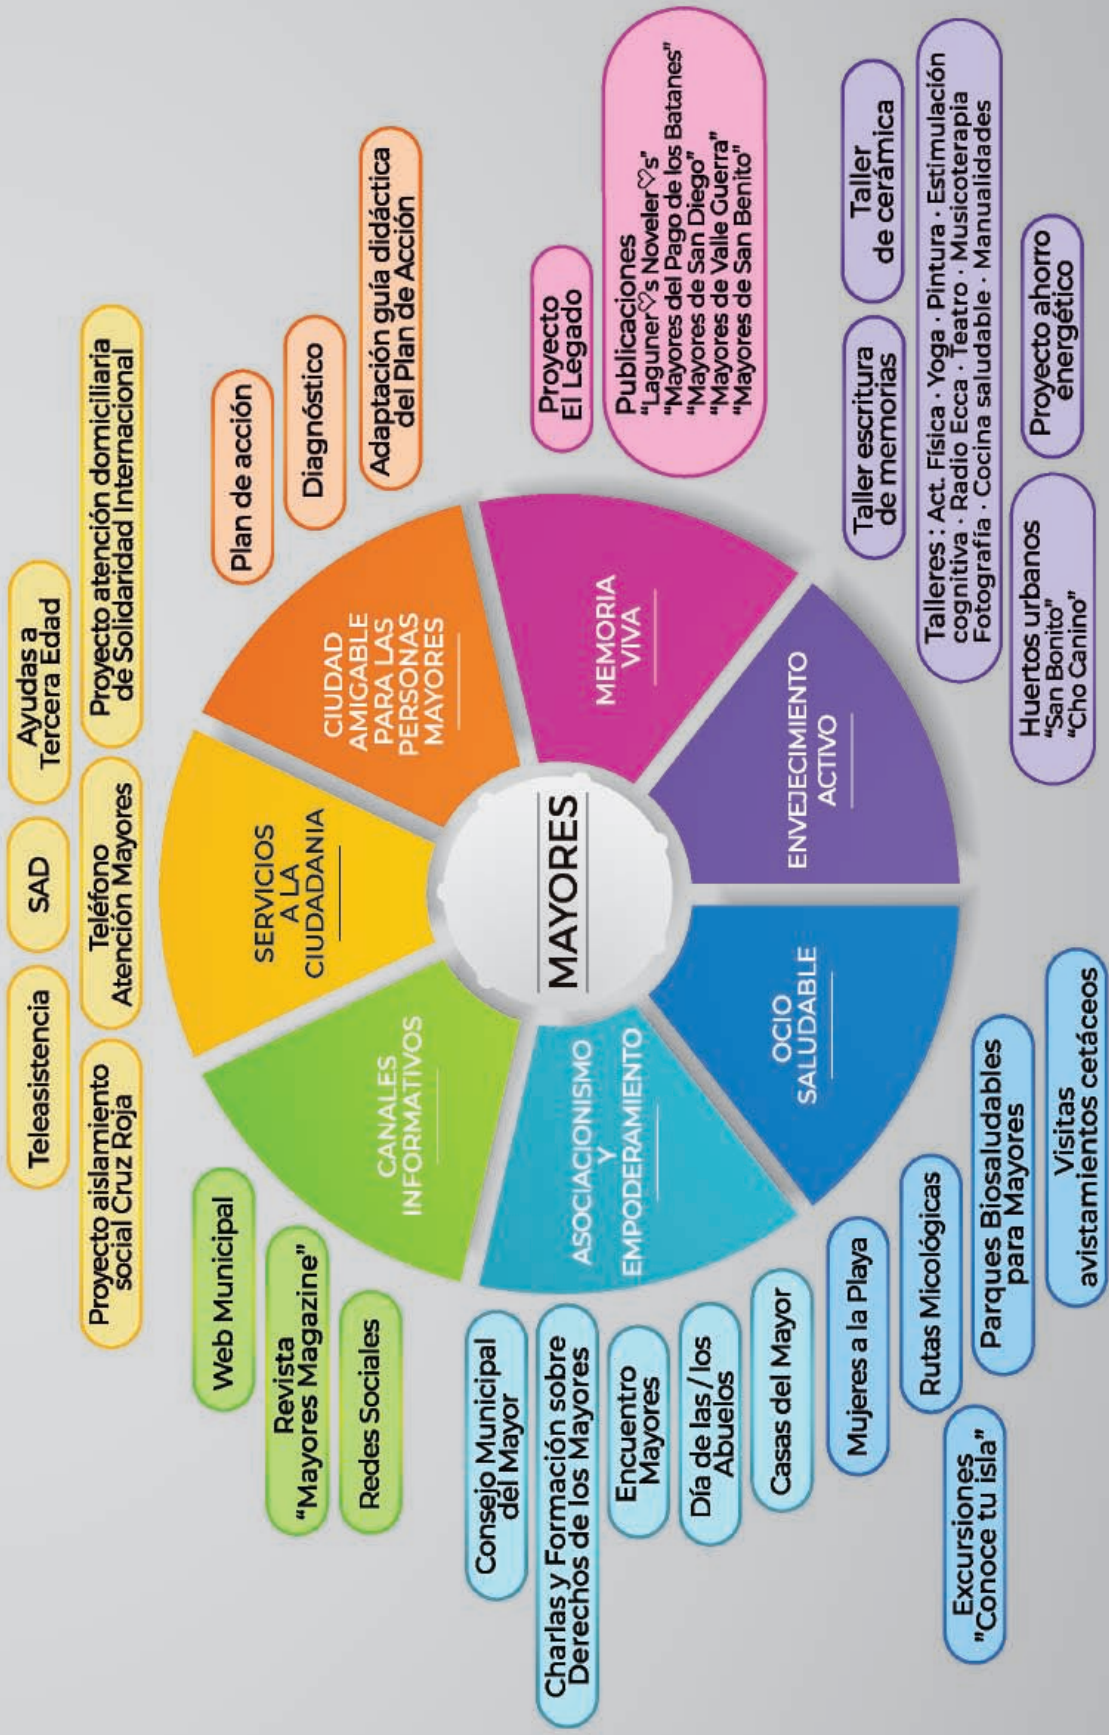 Teleasistencia
SAD
Ayudas a
Tercera Edad
Proyecto aislamiento
social Cruz Roja
Teléfono
Atención Mayores
Proyecto atención domiciliaria
de Solidaridad Internacional
SERVICIOS
A LA
CIUDADANIA
Plan de acción
Diagnóstico
Adaptación guía didáctica
del Plan de Acción
CIUDAD
AMIGABLE
PARA LAS
PERSONAS
MAYORES
Proyecto
El Legado
Publicaciones
“Laguner♡s Noveler♡s”
“Mayores del Pago de los Batanes”
“Mayores de San Diego”
“Mayores de Valle Guerra”
“Mayores de San Benito”
MEMORIA
VIVA
Taller escritura
de memorias
Taller
de cerámica
Talleres : Act. Física · Yoga · Pintura · Estimulación
cognitiva · Radio Ecca · Teatro · Musicoterapia
Fotografía · Cocina saludable · Manualidades
Huertos urbanos
“San Bonito”
“Cho Canino”
Proyecto ahorro
energético
ENVEJECIMIENTO
ACTIVO
MAYORES
OCIO
SALUDABLE
Mujeres a la Playa
Rutas Micológicas
Excursiones
"Conoce tu isla”
Parques Biosaludables
para Mayores
Visitas
avistamientos cetáceos
ASOCIACIONISMO
Y
EMPODERAMIENTO
Consejo Municipal
del Mayor
Charlas y Formación sobre
Derechos de los Mayores
Encuentro
Mayores
Día de las / los
Abuelos
Casas del Mayor
CANALES
INFORMATIVOS
Web Municipal
Revista
“Mayores Magazine”
Redes Sociales